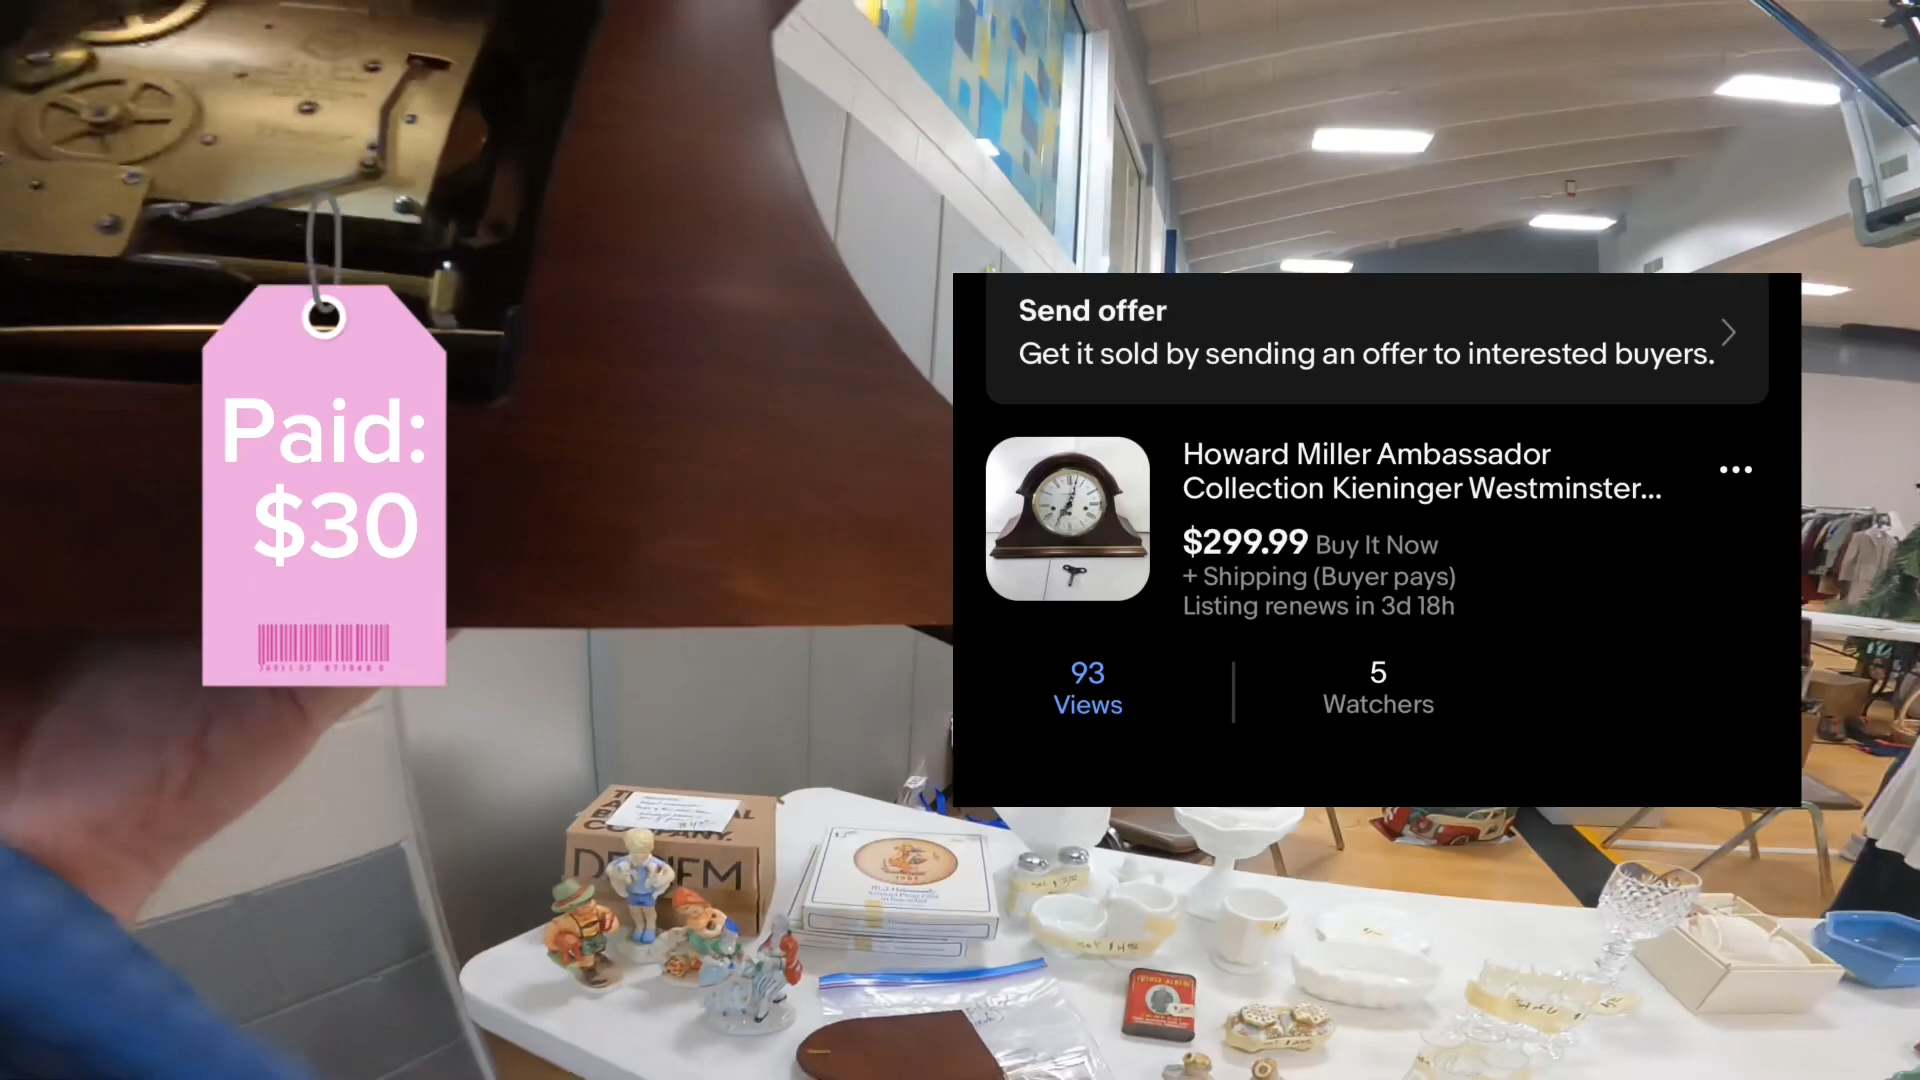 Paid:
$30
Send offer
Get it sold by sending an offer to interested buyers.
Howard Miller Ambassador
Collection Kieninger Westminster...
$299.99 Buy It Now
+ Shipping (Buyer pays)
Listing renews in 3d 18h
93
Views
5
Watchers